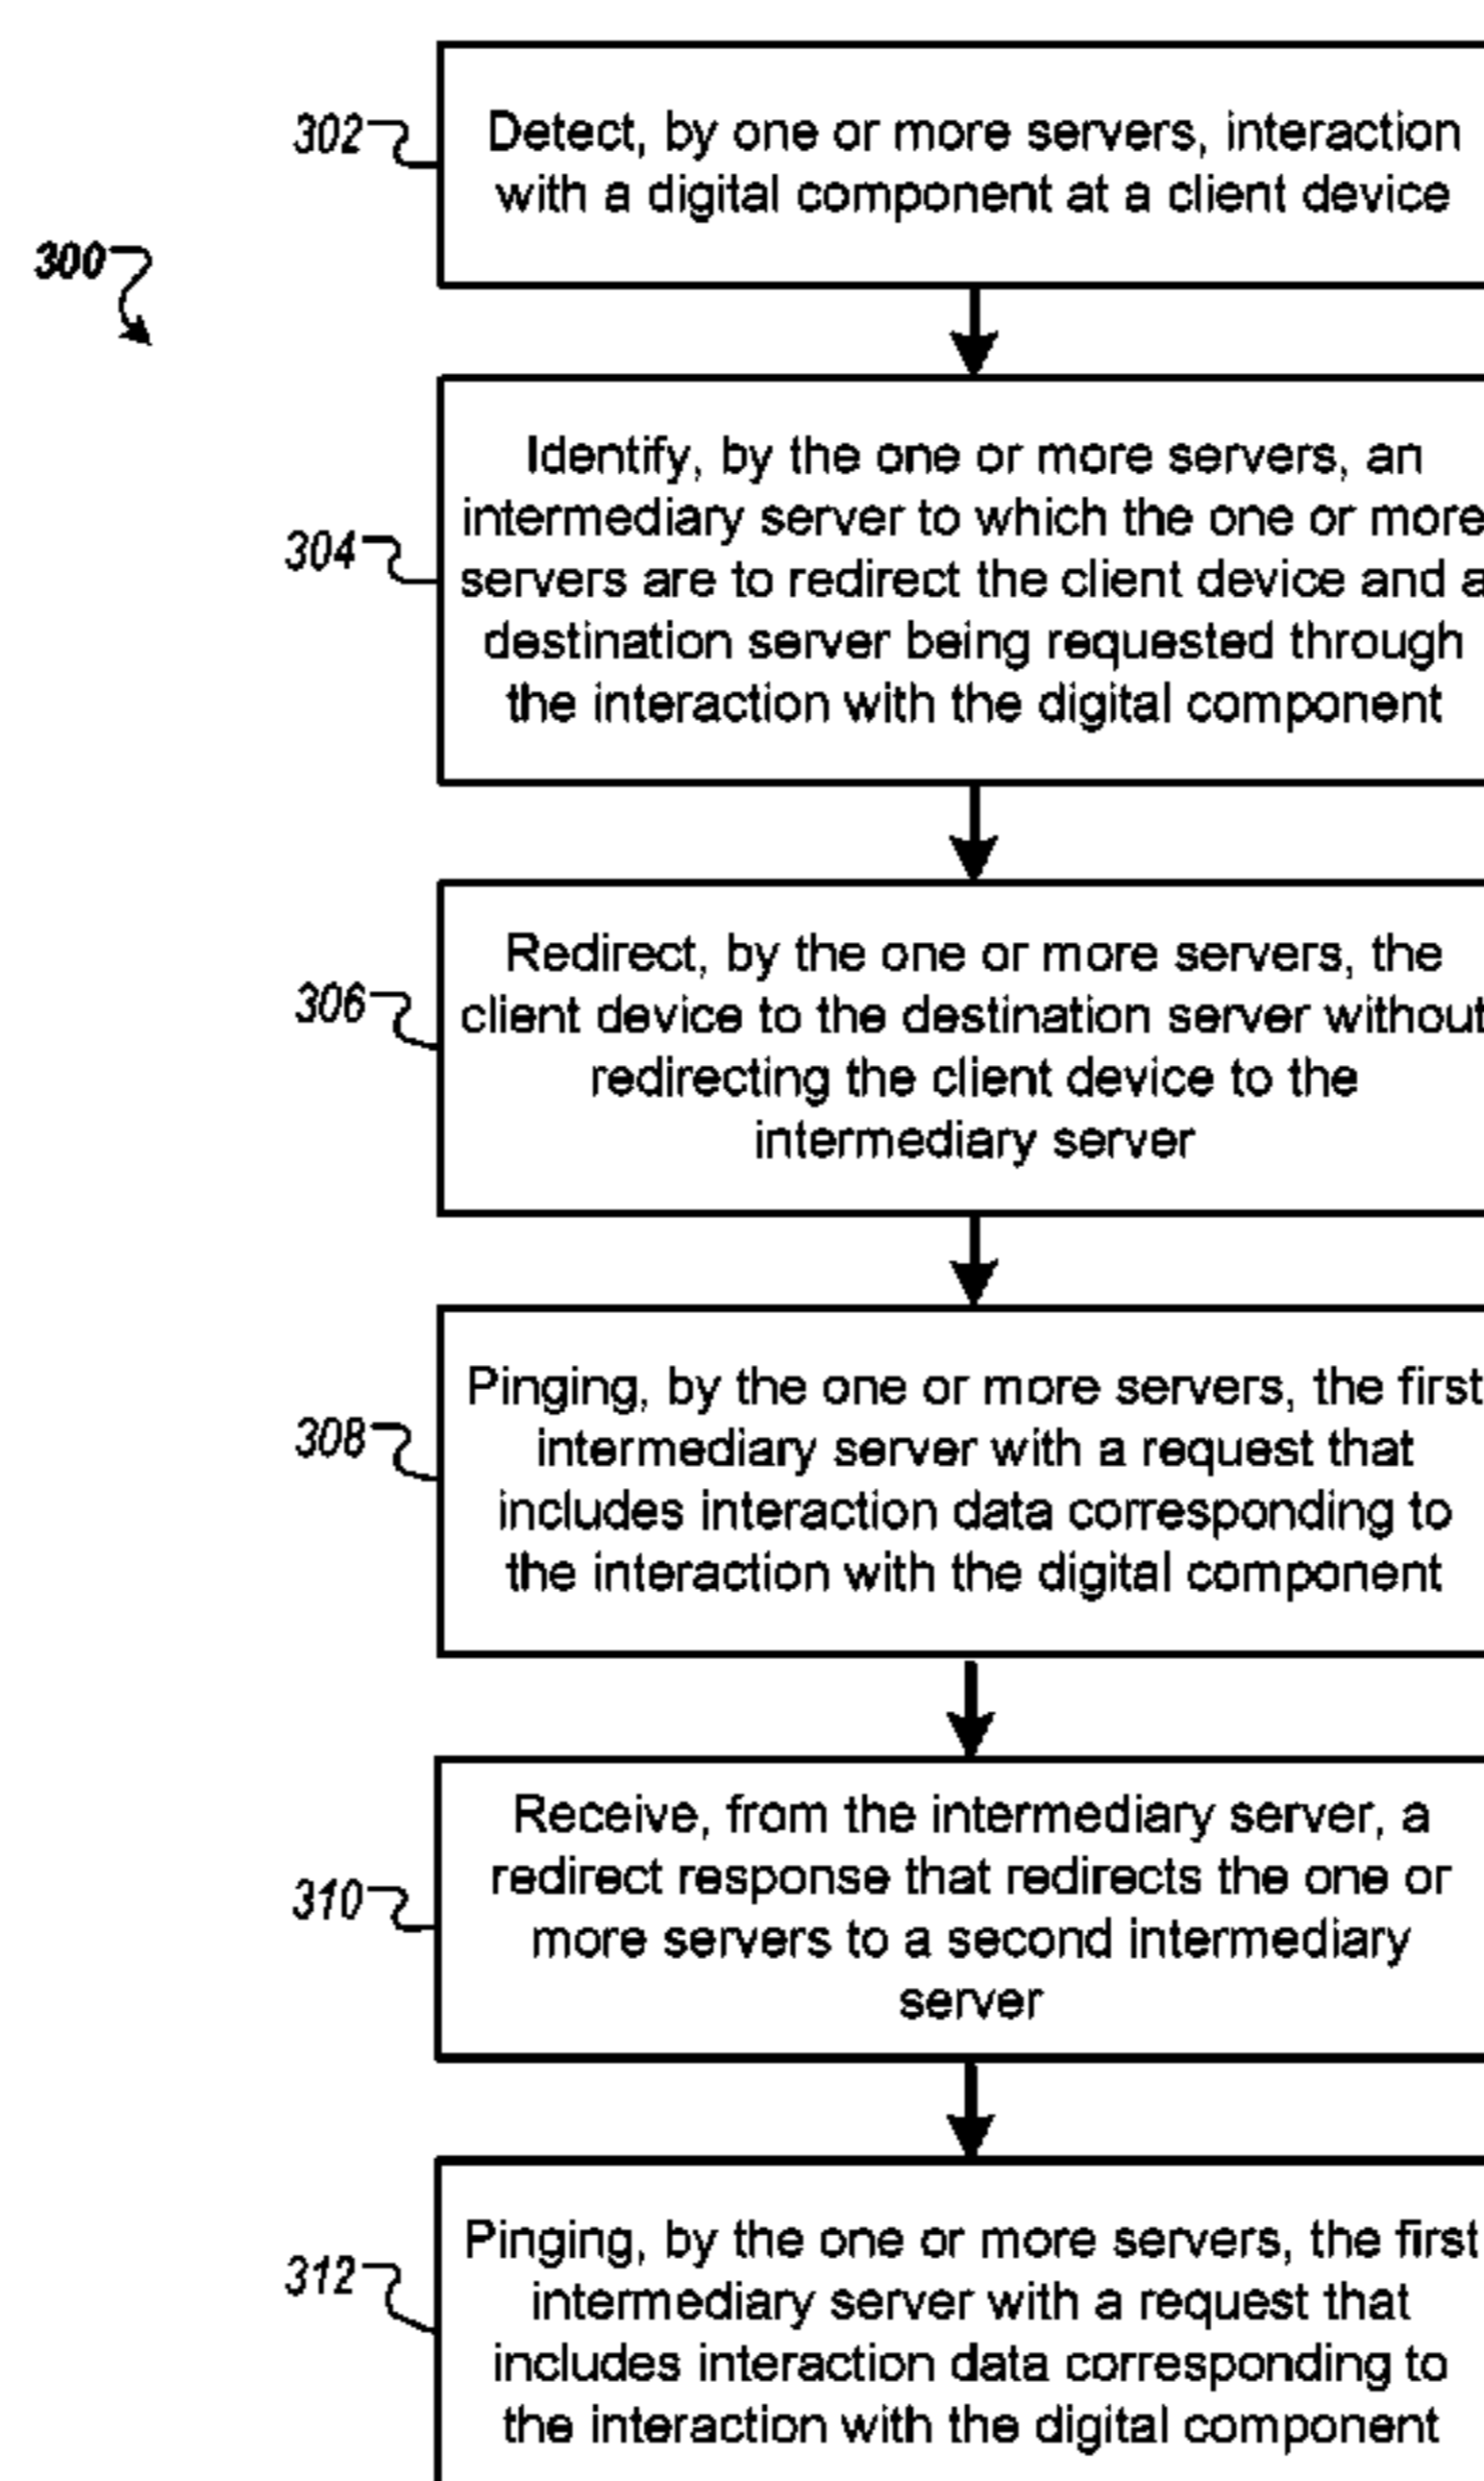 302
Detect, by one or more servers, interaction
with a digital component at a client device
300
304
Identify, by the one or more servers, an
intermediary server to which the one or more
servers are to redirect the client device and a
destination server being requested through
the interaction with the digital component
306
Redirect, by the one or more servers, the
client device to the destination server without
redirecting the client device to the
intermediary server
308
Pinging, by the one or more servers, the first
intermediary server with a request that
includes interaction data corresponding to
the interaction with the digital component
310
Receive, from the intermediary server, a
redirect response that redirects the one or
more servers to a second intermediary
server
312
Pinging, by the one or more servers, the first
intermediary server with a request that
includes interaction data corresponding to
the interaction with the digital component